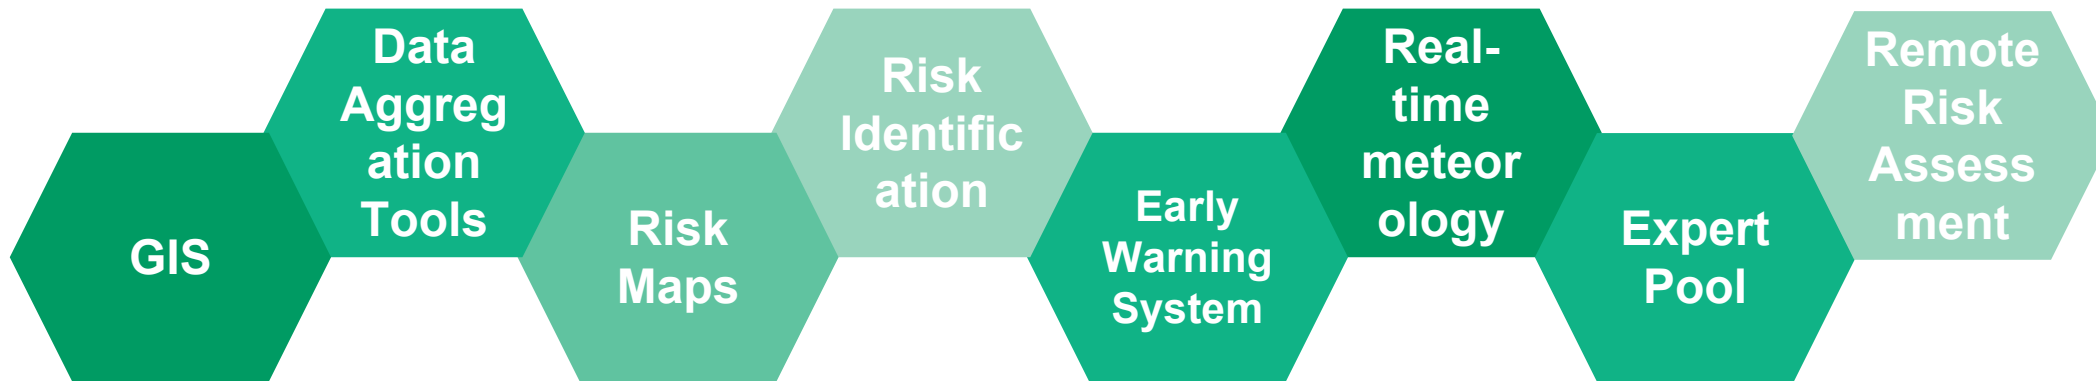 GIS
Data
Aggreg
ation
Tools
Risk
Maps
Risk
Identific
ation
Early
Warning
System
Real-
time
meteor
ology
Expert
Pool
Remote
Risk
Assess
ment